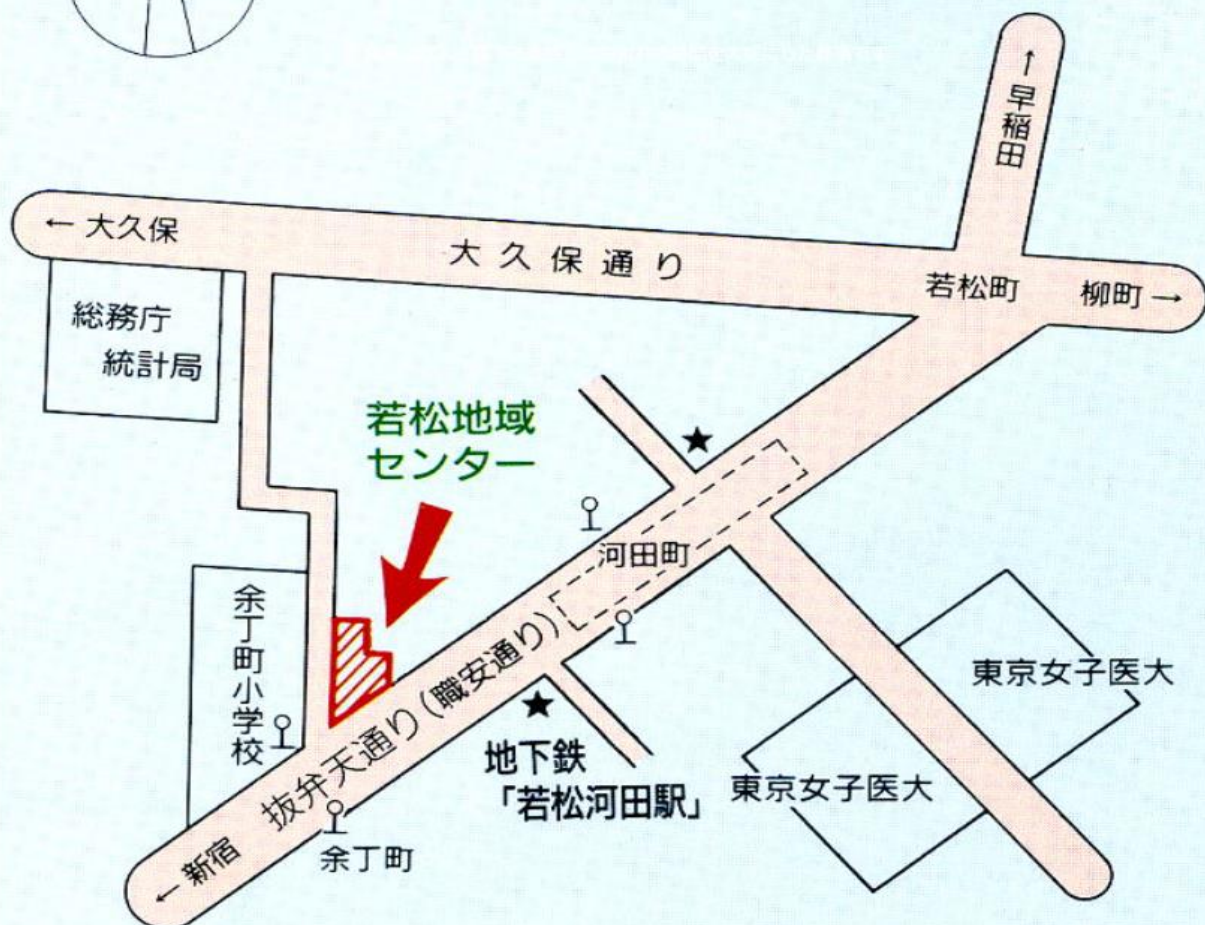 ↑早稲田
← 大久保
大久保通り
若松町
柳町 →
総務庁
統計局
若松地域
センター
河田町
余丁町小学校
抜弁天通り(職安通り)
東京女子医大
地下鉄
「若松河田駅」
東京女子医大
← 新宿
余丁町